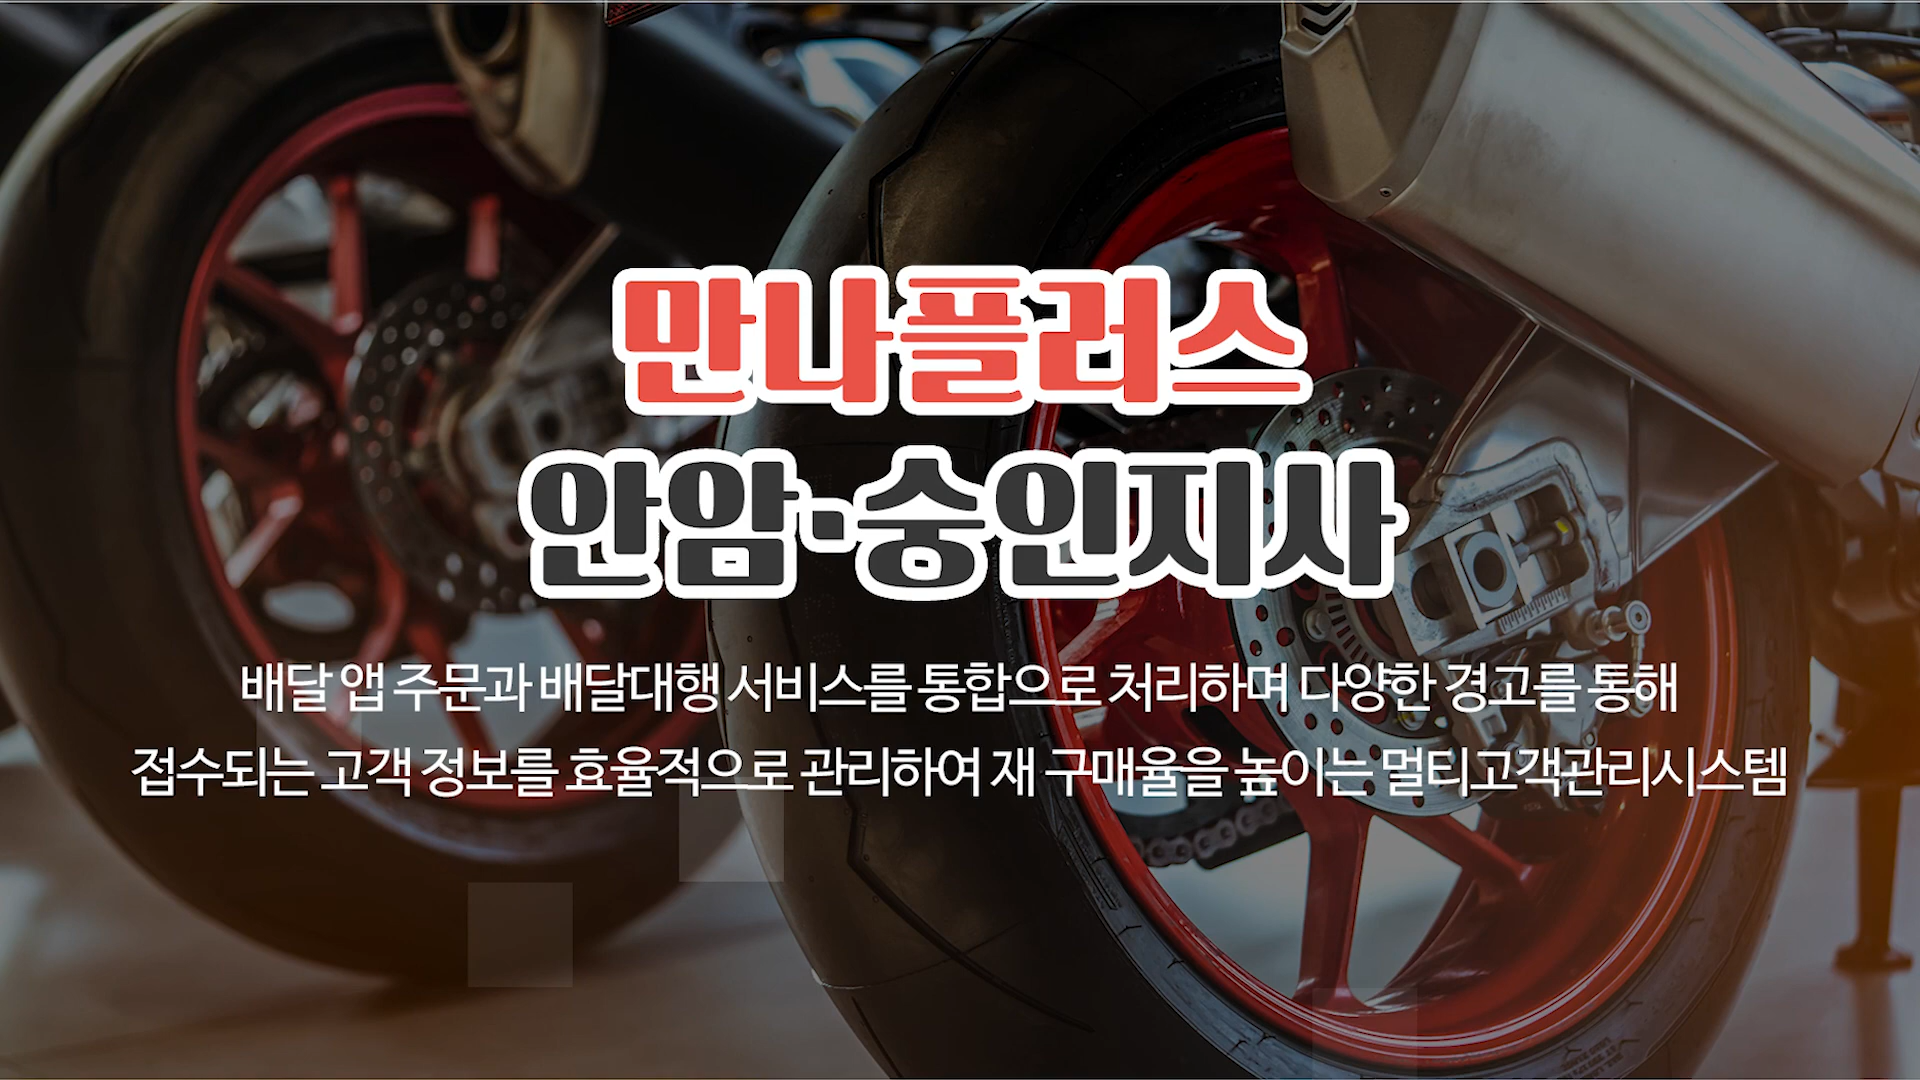 만나플러스
안암·숭인지사
배달 앱 주문과 배달대행 서비스를 통합으로 처리하며 다양한 경고를 통해
접수되는 고객 정보를 효율적으로 관리하여 재 구매율을 높이는 멀티고객관리시스템